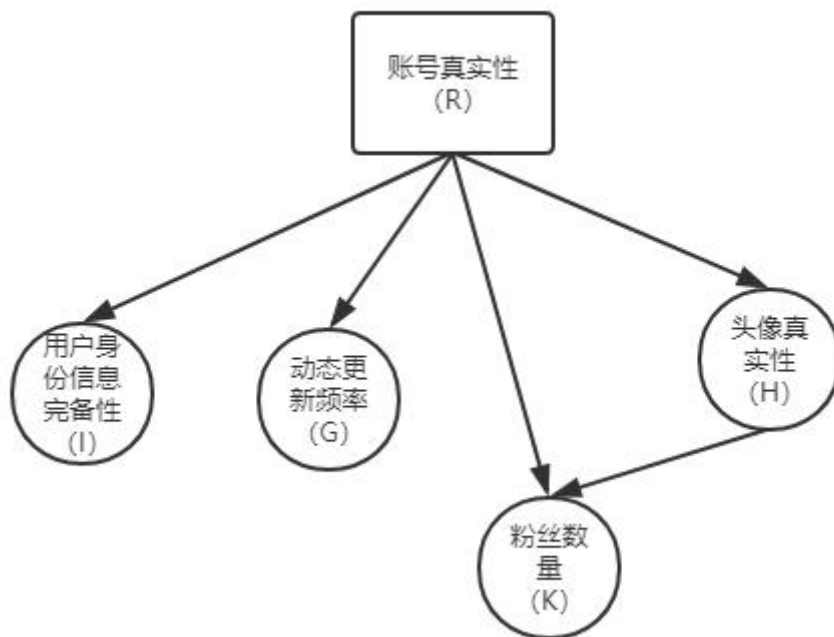 账号真实性
（R）
用户身
份信息
完备性
（I）
动态更
新频率
（G）
头像真
实性
（H）
粉丝数
量
（K）